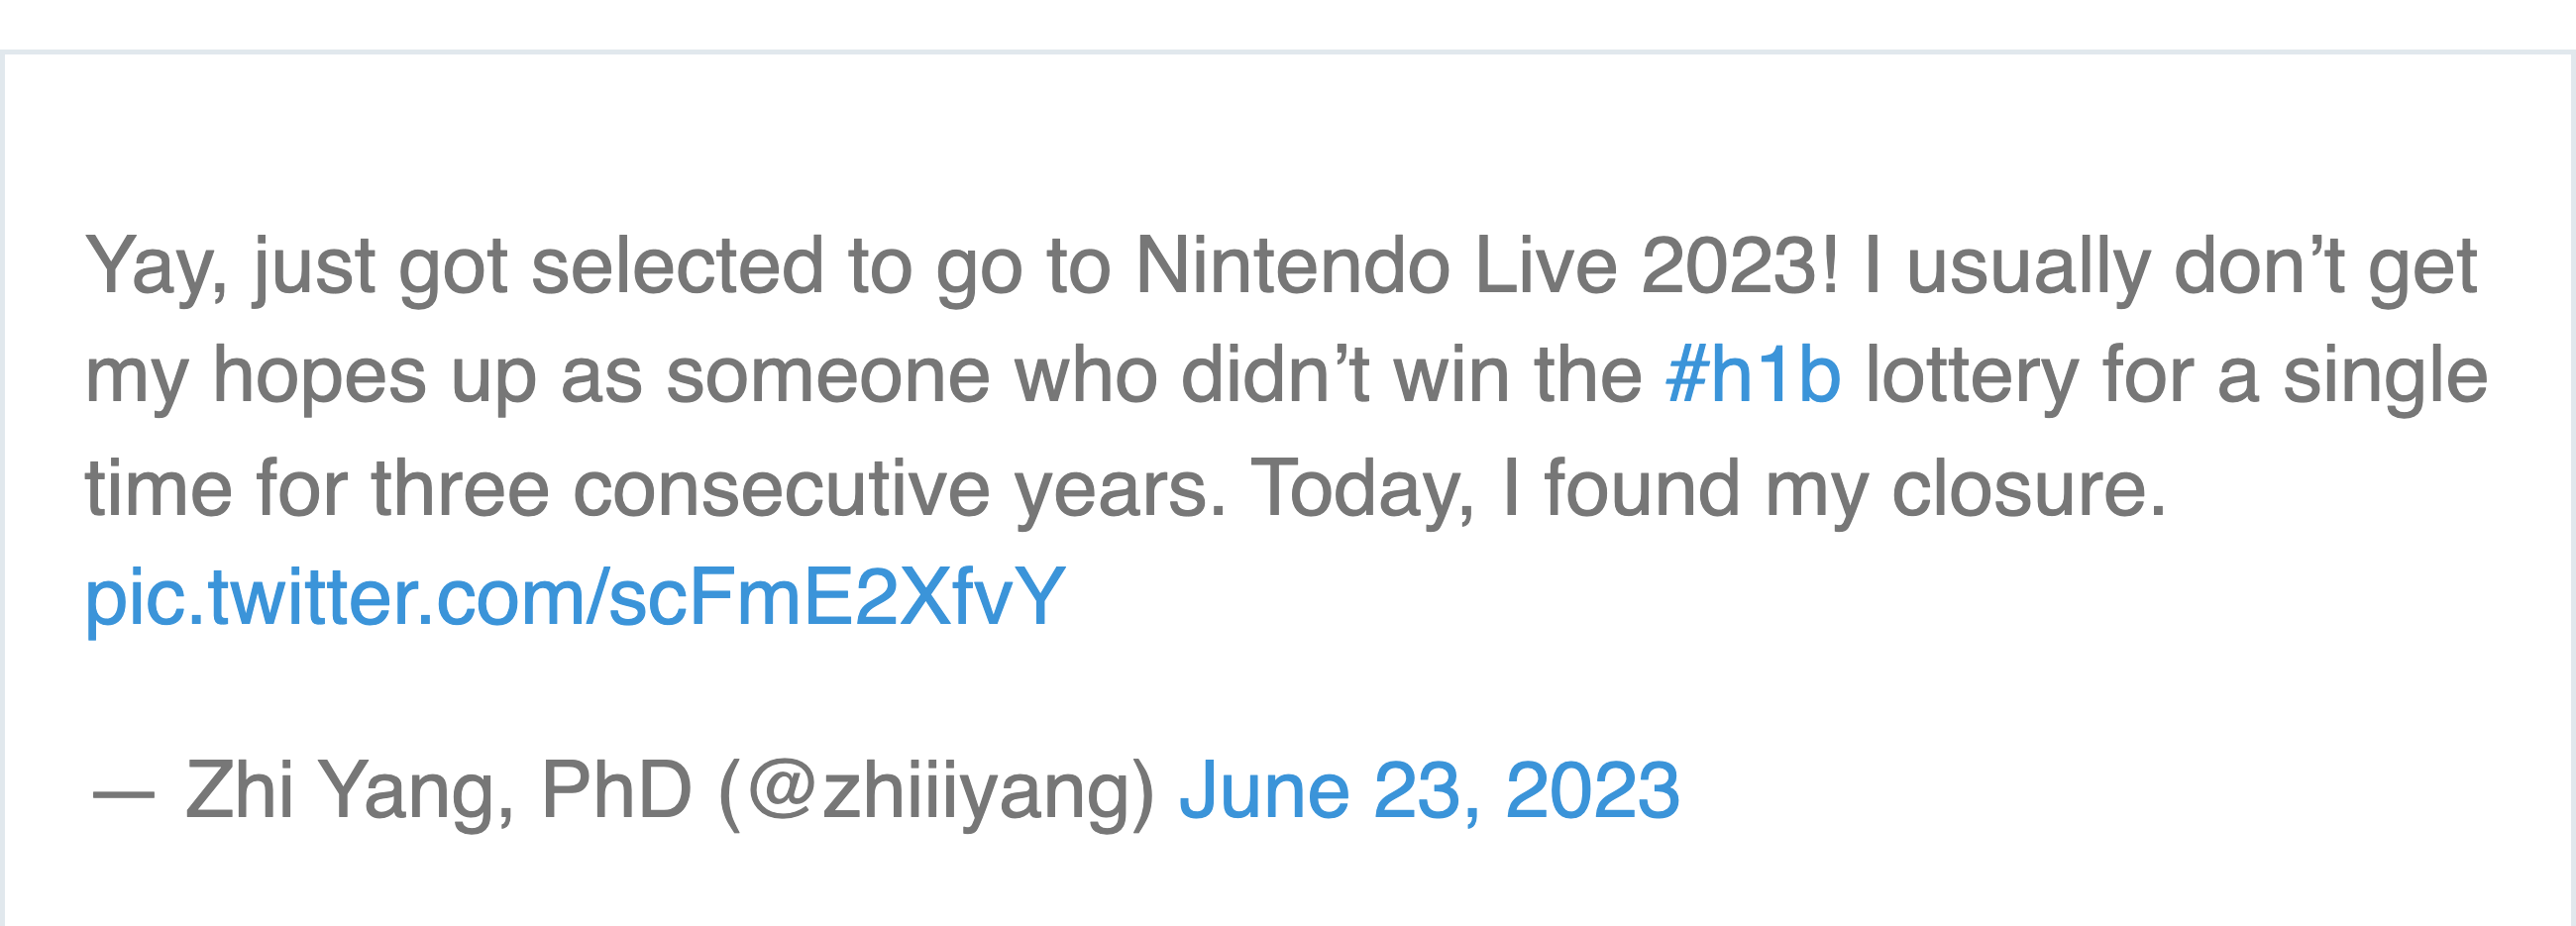 Yay, just got selected to go to Nintendo Live 2023! I usually don’t get
my hopes up as someone who didn’t win the #h1b lottery for a single
time for three consecutive years. Today, I found my closure.
pic.twitter.com/scFmE2XfvY
— Zhi Yang, PhD (@zhiiiyang) June 23, 2023